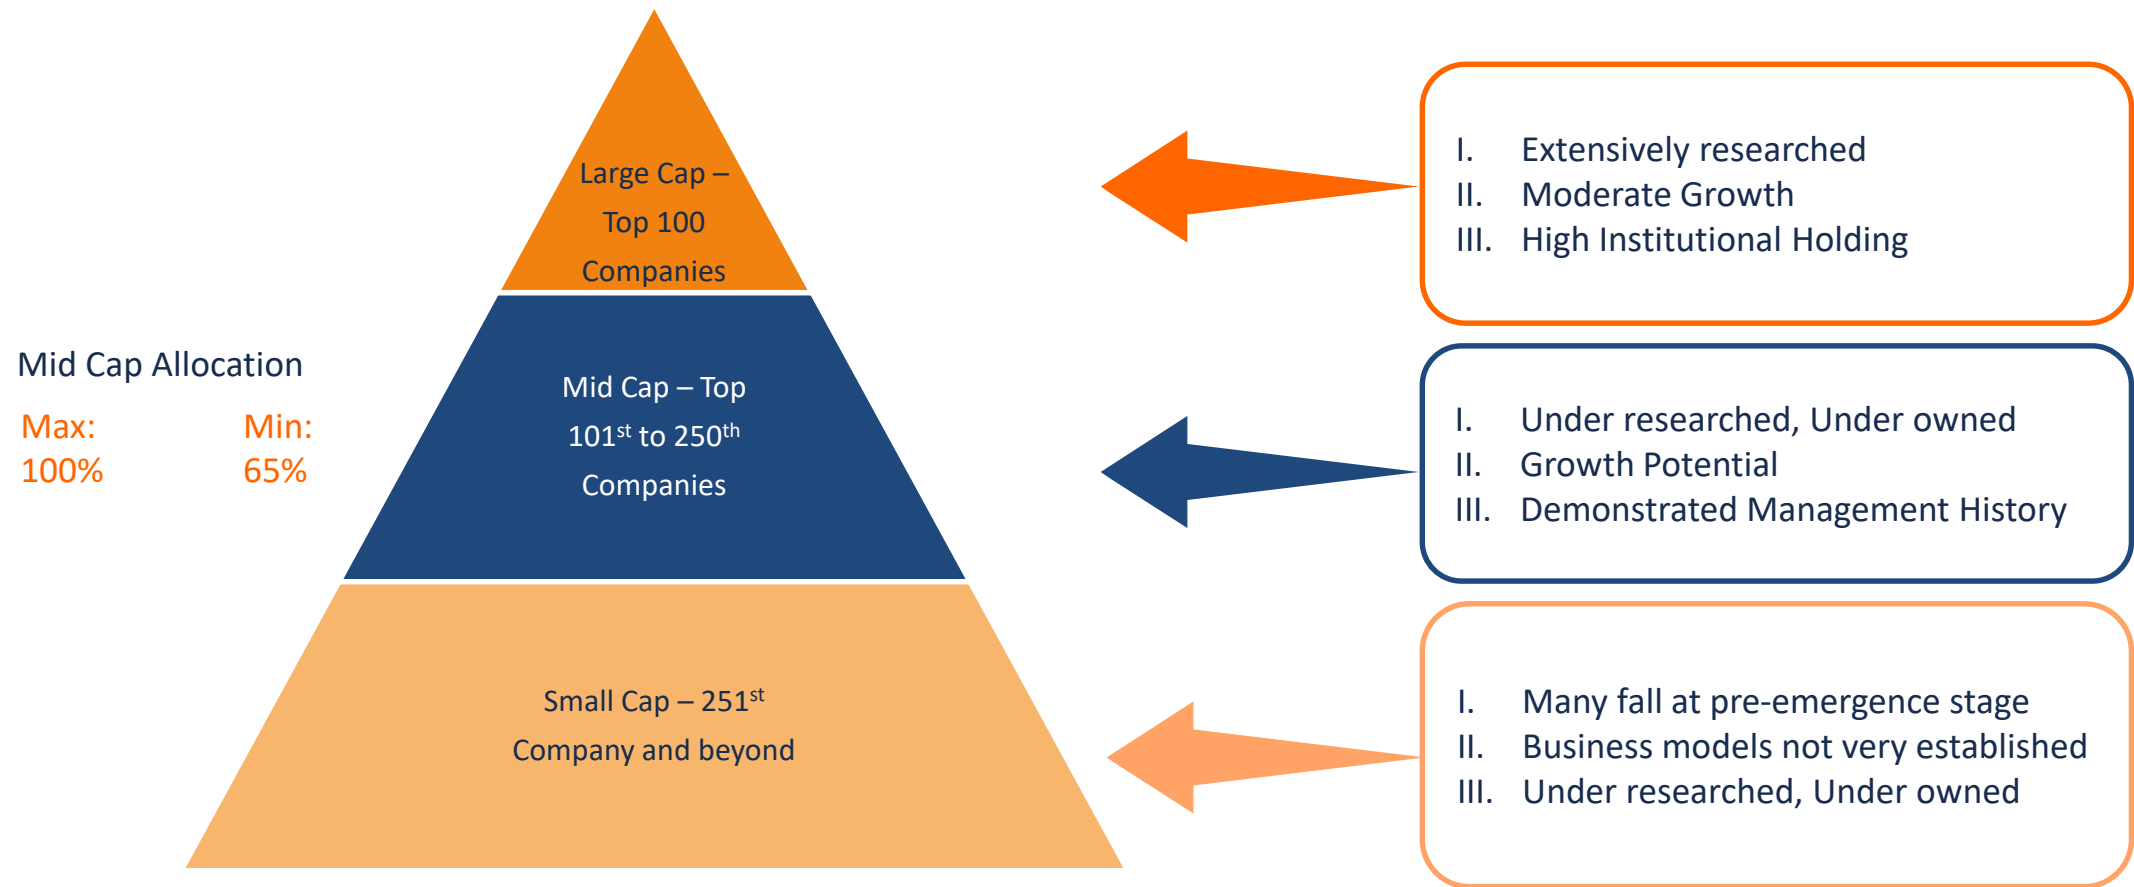 Large Cap –
Top 100
Companies
I. Extensively researched
II. Moderate Growth
III. High Institutional Holding
Mid Cap Allocation
Max: Min:
100% 65%
Mid Cap – Top
101st to 250th
Companies
I. Under researched, Under owned
II. Growth Potential
III. Demonstrated Management History
Small Cap – 251st
Company and beyond
I. Many fall at pre-emergence stage
II. Business models not very established
III. Under researched, Under owned